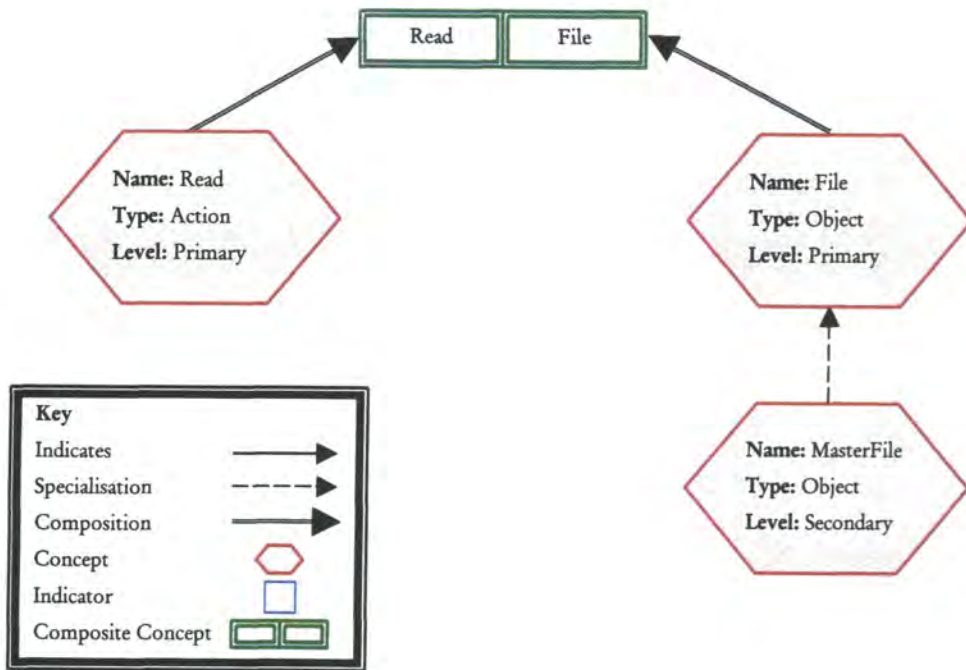 Read File
Name: Read
Type: Action
Level: Primary
Name: File
Type: Object
Level: Primary
Name: MasterFile
Type: Object
Level: Secondary
Key
Indicates
Specialisation
Composition
Concept
Indicator
Composite Concept